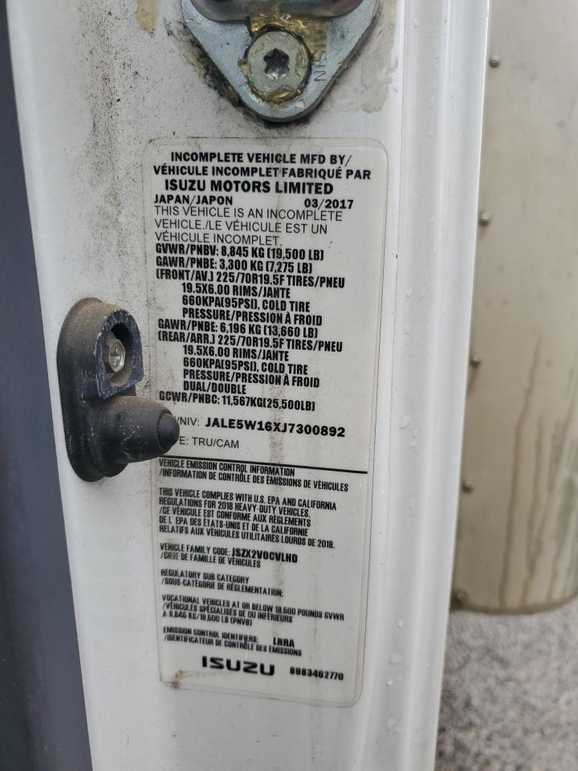 NIS
INCOMPLETE VEHICLE MFD BY/
VÉHICULE INCOMPLET FABRIQUÉ PAR
ISUZU MOTORS LIMITED
JAPAN/JAPON 03/2017
THIS VEHICLE IS AN INCOMPLETE
VEHICLE./LE VÉHICULE EST UN
VÉHICULE INCOMPLET.
GVWR/PNBV: 8,845 KG (19,500 LB)
GAWR/PNBE: 3,300 KG (7,275 LB)
(FRONT/AV.) 225/70R19.5F TIRES/PNEU
19.5X6.00 RIMS/JANTE
660KPA(95PSI), COLD TIRE
PRESSURE/PRESSION À FROID
GAWR/PNBE: 6,196 KG (13,660 LB)
(REAR/ARR.) 225/70R19.5F TIRES/PNEU
19.5X6.00 RIMS/JANTE
660KPA(95PSI), COLD TIRE
PRESSURE/PRESSION À FROID
DUAL/DOUBLE
GCWR/PNBC: 11,567KG(25,500LB)
/NIV: JALE5W16XJ7300892
E: TRU/CAM
VEHICLE EMISSION CONTROL INFORMATION
/INFORMATION DE CONTRÔLE DES ÉMISSIONS DE VÉHICULES
THIS VEHICLE COMPLIES WITH U.S. EPA AND CALIFORNIA
REGULATIONS FOR 2018 HEAVY-DUTY VEHICLES.
/CE VÉHICULE EST CONFORME AUX RÈGLEMENTS
DE L'EPA DES ÉTATS-UNIS ET DE LA CALIFORNIE
RELATIFS AUX VÉHICULES UTILITAIRES LOURDS DE 2018.
VEHICLE FAMILY CODE: JSZX2VOCVLHD
DE FAMILLE DE VÉHICULES
REGULATORY SUB CATEGORY
/SOUS-CATÉGORIE DE RÉGLEMENTATION:
VOCATIONAL VEHICLES AT OR BELOW 19,500 POUNDS GVWR
/VÉHICULES SPÉCIALISÉS DE OU INFÉRIEURS
À 8,845 KG/19,500 LB (PNVB)
EMISSION CONTROL IDENTIFIERS: LRRA
/IDENTIFICATEUR DE CONTRÔLE DES ÉMISSIONS
ISUZU 8983462770